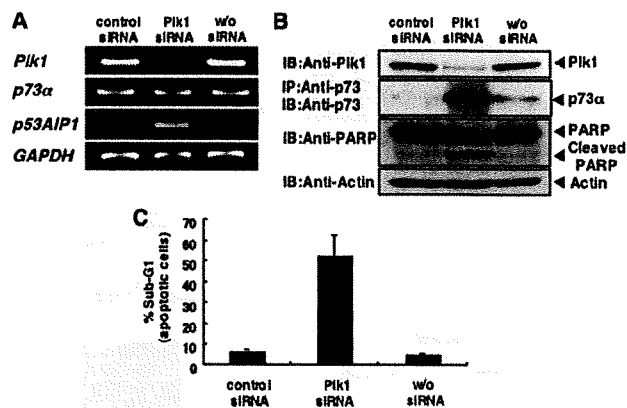 A
control siRNA
Plk1 siRNA
w/o siRNA
Plk1
p73α
p53AIP1
GAPDH
B
control siRNA
Plk1 siRNA
w/o siRNA
IB:Anti-Plk1
Plk1
IP:Anti-p73
IB:Anti-p73
p73α
IB:Anti-PARP
PARP
Cleaved PARP
IB:Anti-Actin
Actin
C
% Sub-G1
(apoptotic cells)
70
60
50
40
30
20
10
0
control siRNA
Plk1 siRNA
w/o siRNA